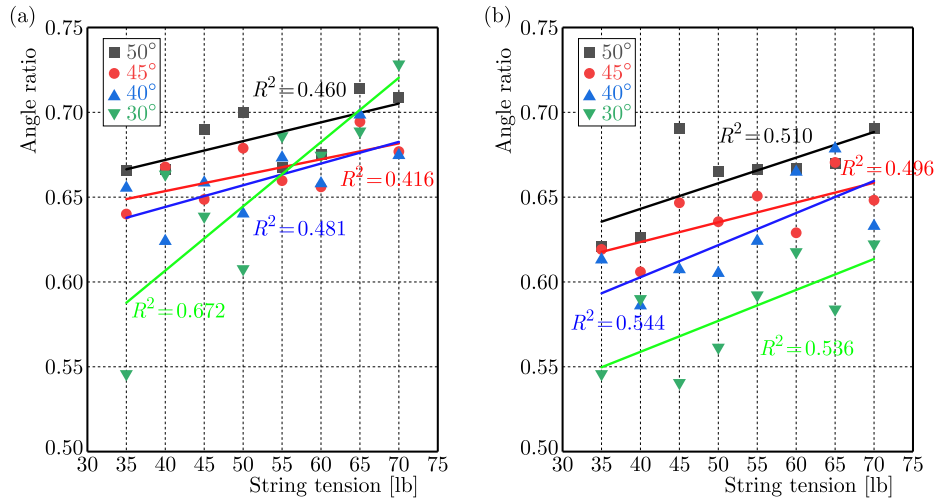 (a)
Angle ratio
0.75
0.70
0.65
0.60
0.55
0.50
50°
45°
40°
30°
R² = 0.460
R² = 0.416
R² = 0.481
R² = 0.672
30 35 40 45 50 55 60 65 70 75
String tension [lb]
(b)
Angle ratio
0.75
0.70
0.65
0.60
0.55
0.50
50°
45°
40°
30°
R² = 0.510
R² = 0.496
R² = 0.544
R² = 0.536
30 35 40 45 50 55 60 65 70 75
String tension [lb]